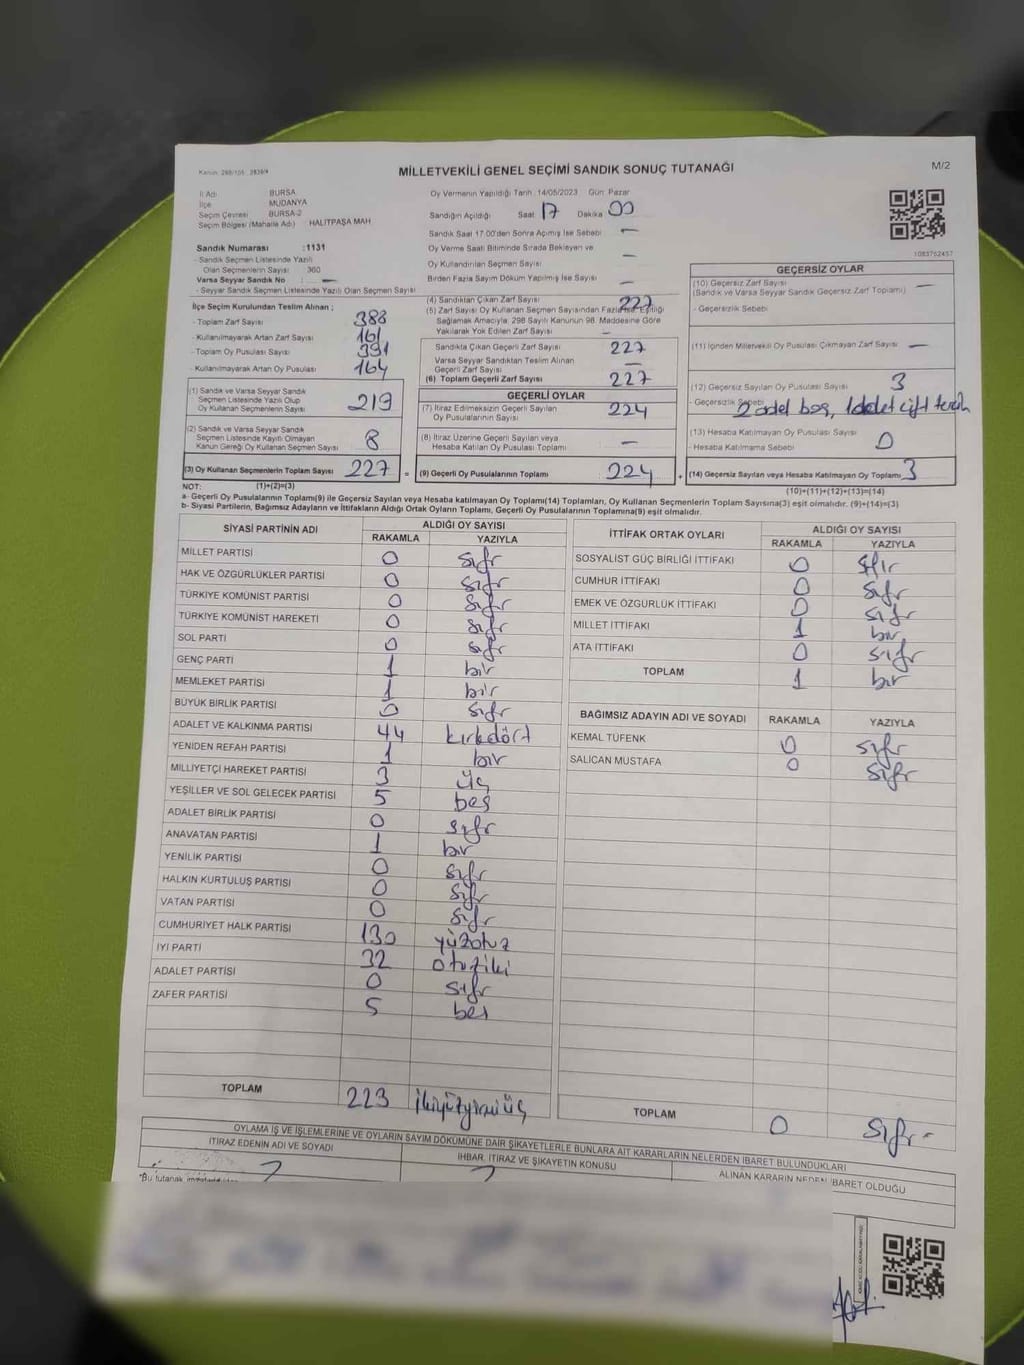 Kanun: 298/105 2839/4
MİLLETVEKİLİ GENEL SEÇİMİ SANDIK SONUÇ TUTANAĞI
M/2
İl Adı BURSA
İlçe MUDANYA
Seçim Çevresi BURSA-2
Seçim Bölgesi (Mahalle Adı) : HALİTPAŞA MAH
Sandık Numarası :1131
- Sandık Seçmen Listesinde Yazılı
Olan Seçmenlerin Sayısı 360
Varsa Seyyar Sandık No : —
- Seyyar Sandık Seçmen Listesinde Yazılı Olan Seçmen Sayısı
Oy Vermenin Yapıldığı Tarih 14/05/2023 Gün Pazar
Sandığın Açıldığı Saat 17 Dakika 00
Sandık Saat 17.00'den Sonra Açılmış İse Sebebi —
Oy Verme Saati Bitiminde Sırada Bekleyen ve
Oy Kullandırılan Seçmen Sayısı —
Birden Fazla Sayım Döküm Yapılmış İse Sayısı —
1083762457
İlçe Seçim Kurulundan Teslim Alınan ;
- Toplam Zarf Sayısı 388
- Kullanılmayarak Artan Zarf Sayısı 161
- Toplam Oy Pusulası Sayısı 391
- Kullanılmayarak Artan Oy Pusulası 164
(1) Sandık ve Varsa Seyyar Sandık
Seçmen Listesinde Yazılı Olup
Oy Kullanan Seçmenlerin Sayısı 219
(2) Sandık ve Varsa Seyyar Sandık
Seçmen Listesinde Kayıtlı Olmayan
Kanun Gereği Oy Kullanan Seçmen Sayısı 8
(3) Oy Kullanan Seçmenlerin Toplam Sayısı 227 =
(1)+(2)=(3)
(4) Sandıktan Çıkan Zarf Sayısı 227
(5) Zarf Sayısı Oy Kullanan Seçmen Sayısından Fazla İse, Eşitliği
Sağlamak Amacıyla; 298 Sayılı Kanunun 98. Maddesine Göre
Yakılarak Yok Edilen Zarf Sayısı —
Sandıkta Çıkan Geçerli Zarf Sayısı 227
Varsa Seyyar Sandıktan Teslim Alınan
Geçerli Zarf Sayısı —
(6) Toplam Geçerli Zarf Sayısı 227
GEÇERLİ OYLAR
(7) İtiraz Edilmeksizin Geçerli Sayılan
Oy Pusulalarının Sayısı 224
(8) İtiraz Üzerine Geçerli Sayılan veya
Hesaba Katılan Oy Pusulası Toplamı —
(9) Geçerli Oy Pusulalarının Toplamı 224 +
GEÇERSİZ OYLAR
(10) Geçersiz Zarf Sayısı —
(Sandık ve Varsa Seyyar Sandık Geçersiz Zarf Toplamı)
- Geçersizlik Sebebi
(11) İçinden Milletvekili Oy Pusulası Çıkmayan Zarf Sayısı —
(12) Geçersiz Sayılan Oy Pusulası Sayısı 3
- Geçersizlik Sebebi 2 adet boş, 1 adet çift tercih
(13) Hesaba Katılmayan Oy Pusulası Sayısı 0
Hesaba Katılmama Sebebi
(14) Geçersiz Sayılan veya Hesaba Katılmayan Oy Toplamı 3
(10)+(11)+(12)+(13)=(14)
NOT:
a- Geçerli Oy Pusulalarının Toplamı(9) ile Geçersiz Sayılan veya Hesaba katılmayan Oy Toplamı(14) Toplamları, Oy Kullanan Seçmenlerin Toplam Sayısına(3) eşit olmalıdır. (9)+(14)=(3)
b- Siyasi Partilerin, Bağımsız Adayların ve İttifakların Aldığı Ortak Oyların Toplamı, Geçerli Oy Pusulalarının Toplamına(9) eşit olmalıdır.
SİYASİ PARTİNİN ADI ALDIĞI OY SAYISI
RAKAMLA YAZIYLA
MİLLET PARTİSİ 0 sıfır
HAK VE ÖZGÜRLÜKLER PARTİSİ 0 sıfır
TÜRKİYE KOMÜNİST PARTİSİ 0 sıfır
TÜRKİYE KOMÜNİST HAREKETİ 0 sıfır
SOL PARTİ 0 sıfır
GENÇ PARTİ 1 bir
MEMLEKET PARTİSİ 1 bir
BÜYÜK BİRLİK PARTİSİ 0 sıfır
ADALET VE KALKINMA PARTİSİ 44 kırkdört
YENİDEN REFAH PARTİSİ 1 bir
MİLLİYETÇİ HAREKET PARTİSİ 3 üç
YEŞİLLER VE SOL GELECEK PARTİSİ 5 beş
ADALET BİRLİK PARTİSİ 0 sıfır
ANAVATAN PARTİSİ 1 bir
YENİLİK PARTİSİ 0 sıfır
HALKIN KURTULUŞ PARTİSİ 0 sıfır
VATAN PARTİSİ 0 sıfır
CUMHURİYET HALK PARTİSİ 130 yüzotuz
İYİ PARTİ 32 otuziki
ADALET PARTİSİ 0 sıfır
ZAFER PARTİSİ 5 beş
TOPLAM 223 ikiyüzyirmiüç
İTTİFAK ORTAK OYLARI ALDIĞI OY SAYISI
RAKAMLA YAZIYLA
SOSYALİST GÜÇ BİRLİĞİ İTTİFAKI 0 sıfır
CUMHUR İTTİFAKI 0 sıfır
EMEK VE ÖZGÜRLÜK İTTİFAKI 0 sıfır
MİLLET İTTİFAKI 1 bir
ATA İTTİFAKI 0 sıfır
TOPLAM 1 bir
BAĞIMSIZ ADAYIN ADI VE SOYADI RAKAMLA YAZIYLA
KEMAL TÜFENK 0 sıfır
SALİCAN MUSTAFA 0 sıfır
TOPLAM 0 Sıfır -
OYLAMA İŞ VE İŞLEMLERİNE VE OYLARIN SAYIM DÖKÜMÜNE DAİR ŞİKAYETLERLE BUNLARA AİT KARARLARIN NELERDEN İBARET BULUNDUKLARI
İTİRAZ EDENİN ADI VE SOYADI
İHBAR, İTİRAZ VE ŞİKAYETİN KONUSU
ALINAN KARARIN NEDEN İBARET OLDUĞU
*Bu tutanak